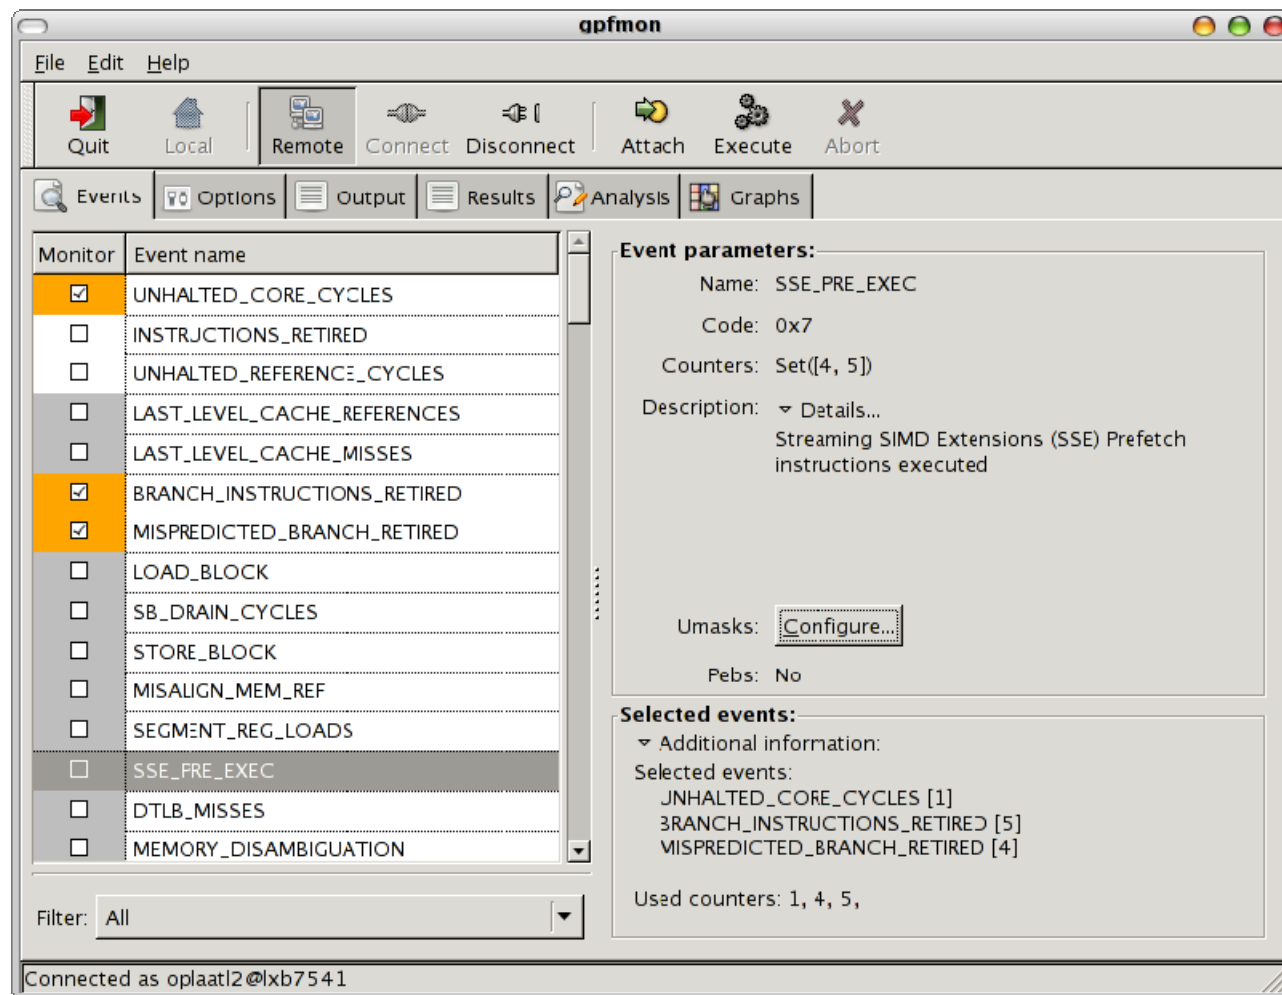 gpfmon
File Edit Help
Quit Local Remote Connect Disconnect Attach Execute Abort
Events Options Output Results Analysis Graphs
Monitor Event name
UNHALTED_CORE_CYCLES
INSTRUCTIONS_RETIRED
UNHALTED_REFERENCE_CYCLES
LAST_LEVEL_CACHE_REFERENCES
LAST_LEVEL_CACHE_MISSES
BRANCH_INSTRUCTIONS_RETIRED
MISPREDICTED_BRANCH_RETIRED
LOAD_BLOCK
SB_DRAIN_CYCLES
STORE_BLOCK
MISALIGN_MEM_REF
SEGMENT_REG_LOADS
SSE_PRE_EXEC
DTLB_MISSES
MEMORY_DISAMBIGUATION
Filter: All
Event parameters:
Name: SSE_PRE_EXEC
Code: 0x7
Counters: Set([4, 5])
Description: Details...
Streaming SIMD Extensions (SSE) Prefetch
instructions executed
Umasks: Configure...
Pebs: No
Selected events:
Additional information:
Selected events:
UNHALTED_CORE_CYCLES [1]
BRANCH_INSTRUCTIONS_RETIRED [5]
MISPREDICTED_BRANCH_RETIRED [4]
Used counters: 1, 4, 5,
Connected as oplaatl2@lxb7541